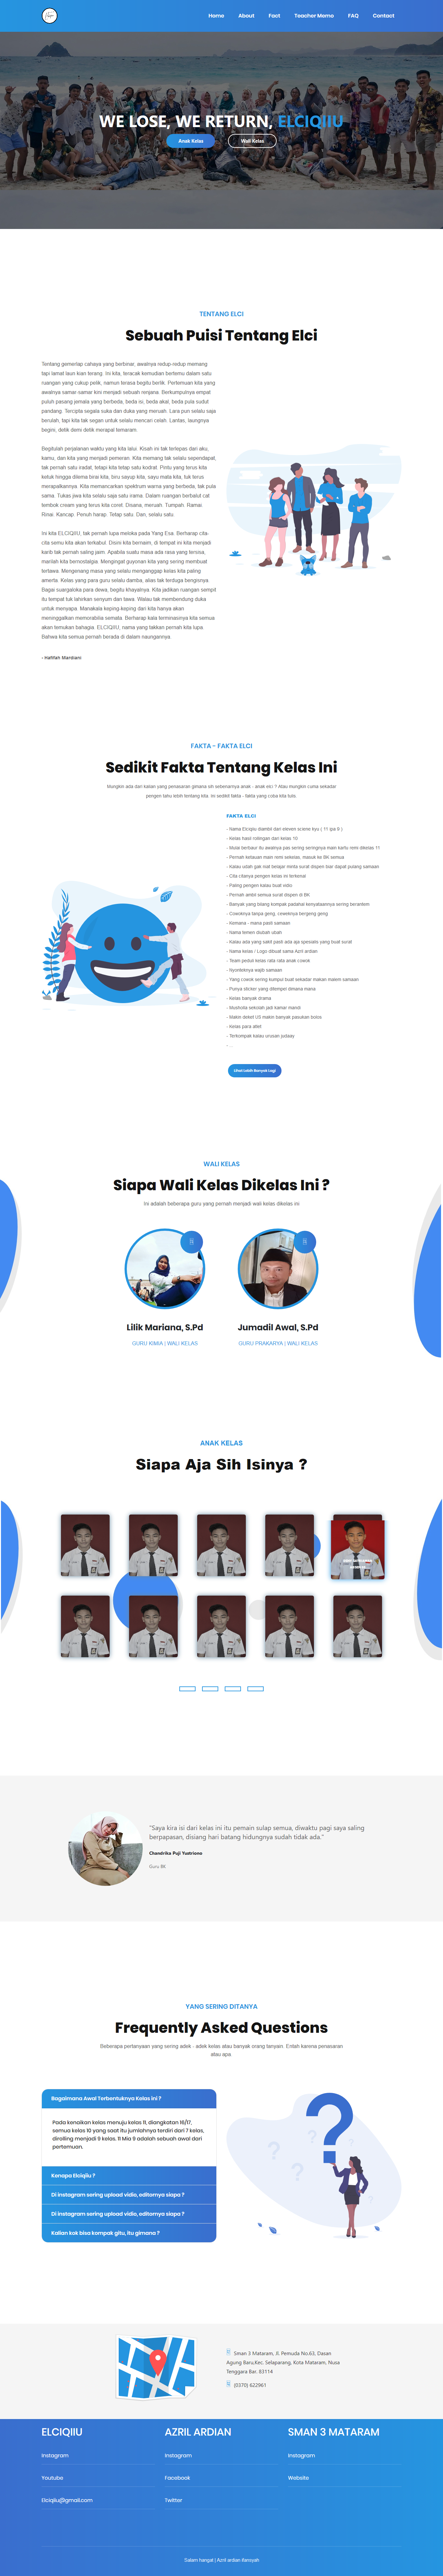 Home About Fact Teacher Memo FAQ Contact
WE LOSE, WE RETURN, ELCIQIIU
Anak Kelas Wali Kelas
TENTANG ELCI
Sebuah Puisi Tentang Elci
Tentang gemerlap cahaya yang berbinar, awalnya redup-redup memang
tapi lamat laun kian terang. Ini kita, teracak kemudian bertemu dalam satu
ruangan yang cukup pelik, namun terasa begitu berlik. Pertemuan kita yang
awalnya samar-samar kini menjadi sebuah renjana. Berkumpulnya empat
puluh pasang jemala yang berbeda, beda isi, beda akal, beda pula sudut
pandang. Tercipta segala suka dan duka yang meruah. Lara pun selalu saja
berulah, tapi kita tak segan untuk selalu mencari celah. Lantas, laungnya
begini, detik demi detik merapal temaram.
Begitulah perjalanan waktu yang kita lalui. Kisah ini tak terlepas dari aku,
kamu, dan kita yang menjadi pemeran. Kita memang tak selalu sependapat,
tak pernah satu radiat, tetapi kita tetap satu kodrat. Pintu yang terus kita
ketuk hingga dilema birai kita, biru sayup kita, sayu mata kita, tuk terus
merapalkannya. Kita memancarkan spektrum warna yang berbeda, tak pula
sama. Tukas jiwa kita selalu saja satu irama. Dalam ruangan berbalut cat
tembok cream yang terus kita coret. Disana, meruah. Tumpah. Ramai.
Rinai. Kancap. Penuh harap. Tetap satu. Dan, selalu satu.
Ini kita ELCIQIIU, tak pernah lupa meloka pada Yang Esa. Berharap cita-
cita semu kita akan terkabul. Disini kita bernaim, di tempat ini kita menjadi
karib tak pernah saling pam. Apabila suatu masa ada rasa yang tersisa,
marilah kita bernostalgia. Mengingat guyonan kita yang sering membuat
tertawa. Mengenang masa yang selalu menganggap kelas kita paling
amerta. Kelas yang para guru selalu damba, alias tak terduga bengisnya.
Bagai suargaloka para dewa, begitu khayalnya. Kita jadikan ruangan sempit
itu tempat tuk lahirkan senyum dan tawa. Walau tak membendung duka
untuk menyapa. Manakala keping-keping dari kita hanya akan
meninggalkan memorabilia semata. Berharap kala terminasinya kita semua
akan temukan bahagia. ELCIQIIU, nama yang takkan pernah kita lupa.
Bahwa kita semua pernah berada di dalam naungannya.
- Hafifah Mardiani
FAKTA - FAKTA ELCI
Sedikit Fakta Tentang Kelas Ini
Mungkin ada dari kalian yang penasaran gimana sih sebenarnya anak - anak elci ? Atau mungkin cuma sekadar
pengen tahu lebih tentang kita. Ini sedikit fakta - fakta yang coba kita tulis
FAKTA ELCI
- Nama Elciqiiu diambil dari eleven science kyu ( 11 ipa 9 )
- Kelas hasil rollingan dari kelas 10
- Mulai berbaur itu awalnya pas sering seringnya main kartu remi dikelas 11
- Pernah ketauan main remi sekelas, masuk ke BK semua
- Kalau udah gak niat belajar minta surat dispen biar dapat pulang samaan
- Cita citanya pengen kelas ini terkenal
- Paling pengen kalau buat vidio
- Pernah ambil semua surat dispen di BK
- Banyak yang bilang kompak padahal kenyataannya sering berantem
- Cowoknya tanpa geng, ceweknya bergeng geng
- Kemana - mana pasti samaan
- Nama temen diubah ubah
- Kalau ada yang sakit pasti ada aja spesialis yang buat surat
- Nama kelas / Logo dibuat sama Azril ardian
- Team peduli kelas rata rata anak cowok
- Nyonteknya wajib samaan
- Yang cowok sering kumpul buat sekadar makan malem samaan
- Punya sticker yang ditempel dimana mana
- Kelas banyak drama
- Musholla sekolah jadi kamar mandi
- Makin deket US makin banyak pasukan bolos
- Kelas para atlet
- Terkompak kalau urusan judaay
- ...
Lihat Lebih Banyak Lagi
WALI KELAS
Siapa Wali Kelas Dikelas Ini ?
Ini adalah beberapa guru yang pernah menjadi wali kelas dikelas ini
Lilik Mariana, S.Pd Jumadil Awal, S.Pd
GURU KIMIA | WALI KELAS GURU PRAKARYA | WALI KELAS
ANAK KELAS
Siapa Aja Sih Isinya ?
"Saya kira isi dari kelas ini itu pemain sulap semua, diwaktu pagi saya saling
berpapasan, disiang hari batang hidungnya sudah tidak ada."
Chandrika Puji Yustriona
Guru BK
YANG SERING DITANYA
Frequently Asked Questions
Beberapa pertanyaan yang sering adek - adek kelas atau banyak orang tanyain. Entah karena penasaran
atau apa
Bagaimana Awal Terbentuknya Kelas ini ?
Pada kenaikan kelas menuju kelas 11, diangkatan 16/17,
semua kelas 10 yang saat itu jumlahnya terdiri dari 7 kelas,
dirolling menjadi 9 kelas. 11 Mia 9 adalah sebuah awal dari
pertemuan.
Kenapa Elciqiiu ?
Di instagram sering upload vidio, editornya siapa ?
Di instagram sering upload vidio, editornya siapa ?
Kalian kok bisa kompak gitu, itu gimana ?
Sman 3 Mataram, Jl. Pemuda No.63, Dasan
Agung Baru,Kec. Selaparang, Kota Mataram, Nusa
Tenggara Bar. 83114
(0370) 622961
ELCIQIIU AZRIL ARDIAN SMAN 3 MATARAM
Instagram Instagram Instagram
Youtube Facebook Website
Elciqiiu@gmail.com Twitter
Salam hangat | Azril ardian ilansyah